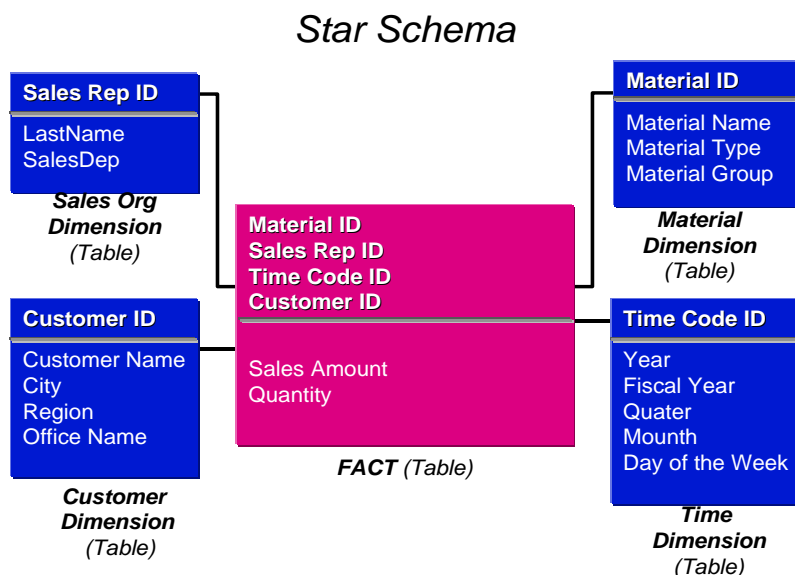 Star Schema
Sales Rep ID
LastName
SalesDep
Sales Org
Dimension
(Table)
Material ID
Material Name
Material Type
Material Group
Material
Dimension
(Table)
Material ID
Sales Rep ID
Time Code ID
Customer ID
Sales Amount
Quantity
FACT (Table)
Customer ID
Customer Name
City
Region
Office Name
Customer
Dimension
(Table)
Time Code ID
Year
Fiscal Year
Quater
Mounth
Day of the Week
Time
Dimension
(Table)